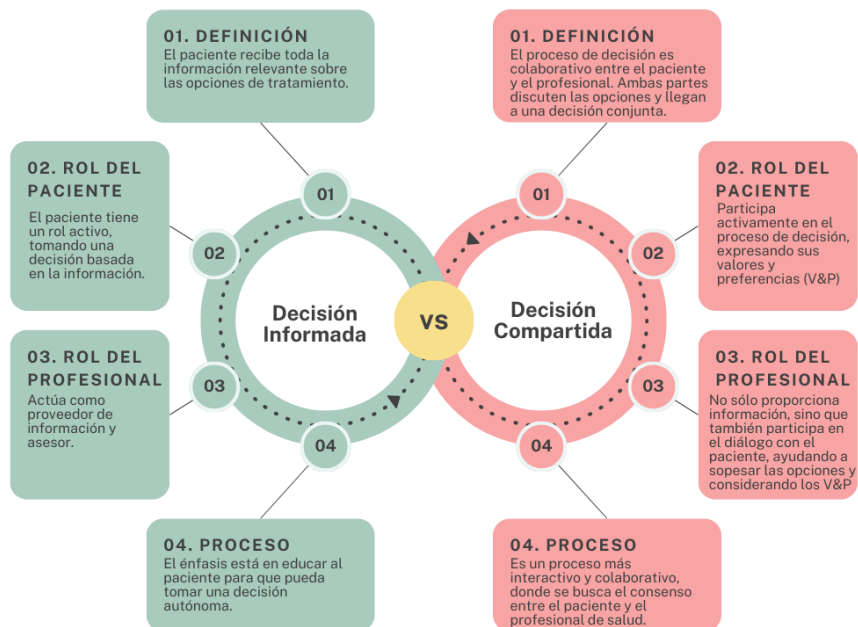 01. DEFINICIÓN
El paciente recibe toda la
información relevante sobre
las opciones de tratamiento.
02. ROL DEL
PACIENTE
El paciente tiene
un rol activo,
tomando una
decisión basada
en la información.
03. ROL DEL
PROFESIONAL
Actúa como
proveedor de
información y
asesor.
04. PROCESO
El énfasis está en educar al
paciente para que pueda
tomar una decisión
autónoma.
01
02
03
04
Decisión
Informada
VS
Decisión
Compartida
01
02
03
04
01. DEFINICIÓN
El proceso de decisión es
colaborativo entre el paciente
y el profesional. Ambas partes
discuten las opciones y llegan
a una decisión conjunta.
02. ROL DEL
PACIENTE
Participa
activamente en el
proceso de decisión,
expresando sus
valores y
preferencias (V&P)
03. ROL DEL
PROFESIONAL
No sólo proporciona
información, sino que
también participa en
el diálogo con el
paciente, ayudando a
sopesar las opciones y
considerando los V&P
04. PROCESO
Es un proceso más
interactivo y colaborativo,
donde se busca el consenso
entre el paciente y el
profesional de salud.